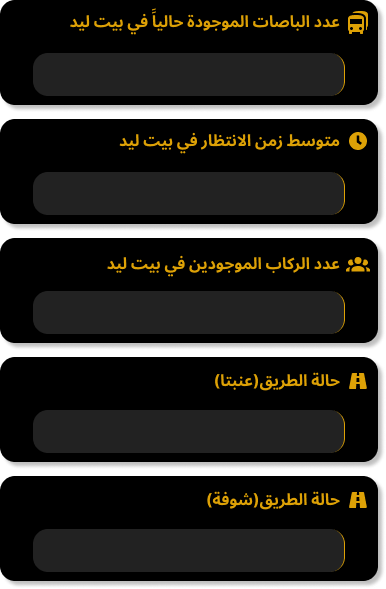 عدد الباصات الموجودة حالياً في بيت ليد
متوسط زمن الانتظار في بيت ليد
عدد الركاب الموجودين في بيت ليد
حالة الطريق(عنبتا)
حالة الطريق(شوفة)